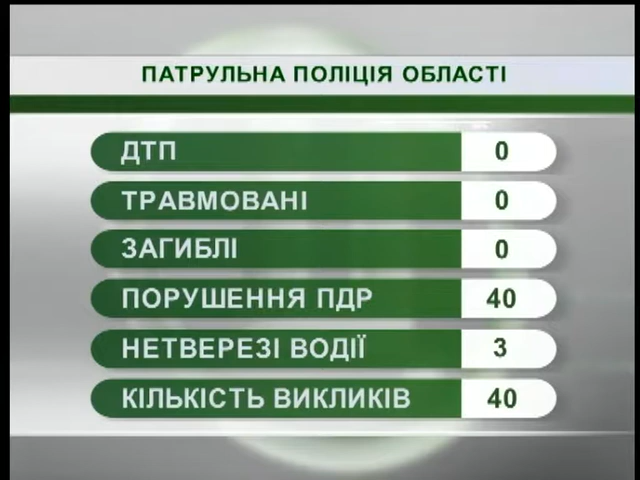 ПАТРУЛЬНА ПОЛІЦІЯ ОБЛАСТІ
ДТП 0
ТРАВМОВАНІ 0
ЗАГИБЛІ 0
ПОРУШЕННЯ ПДР 40
НЕТВЕРЕЗІ ВОДІЇ 3
КІЛЬКІСТЬ ВИКЛИКІВ 40